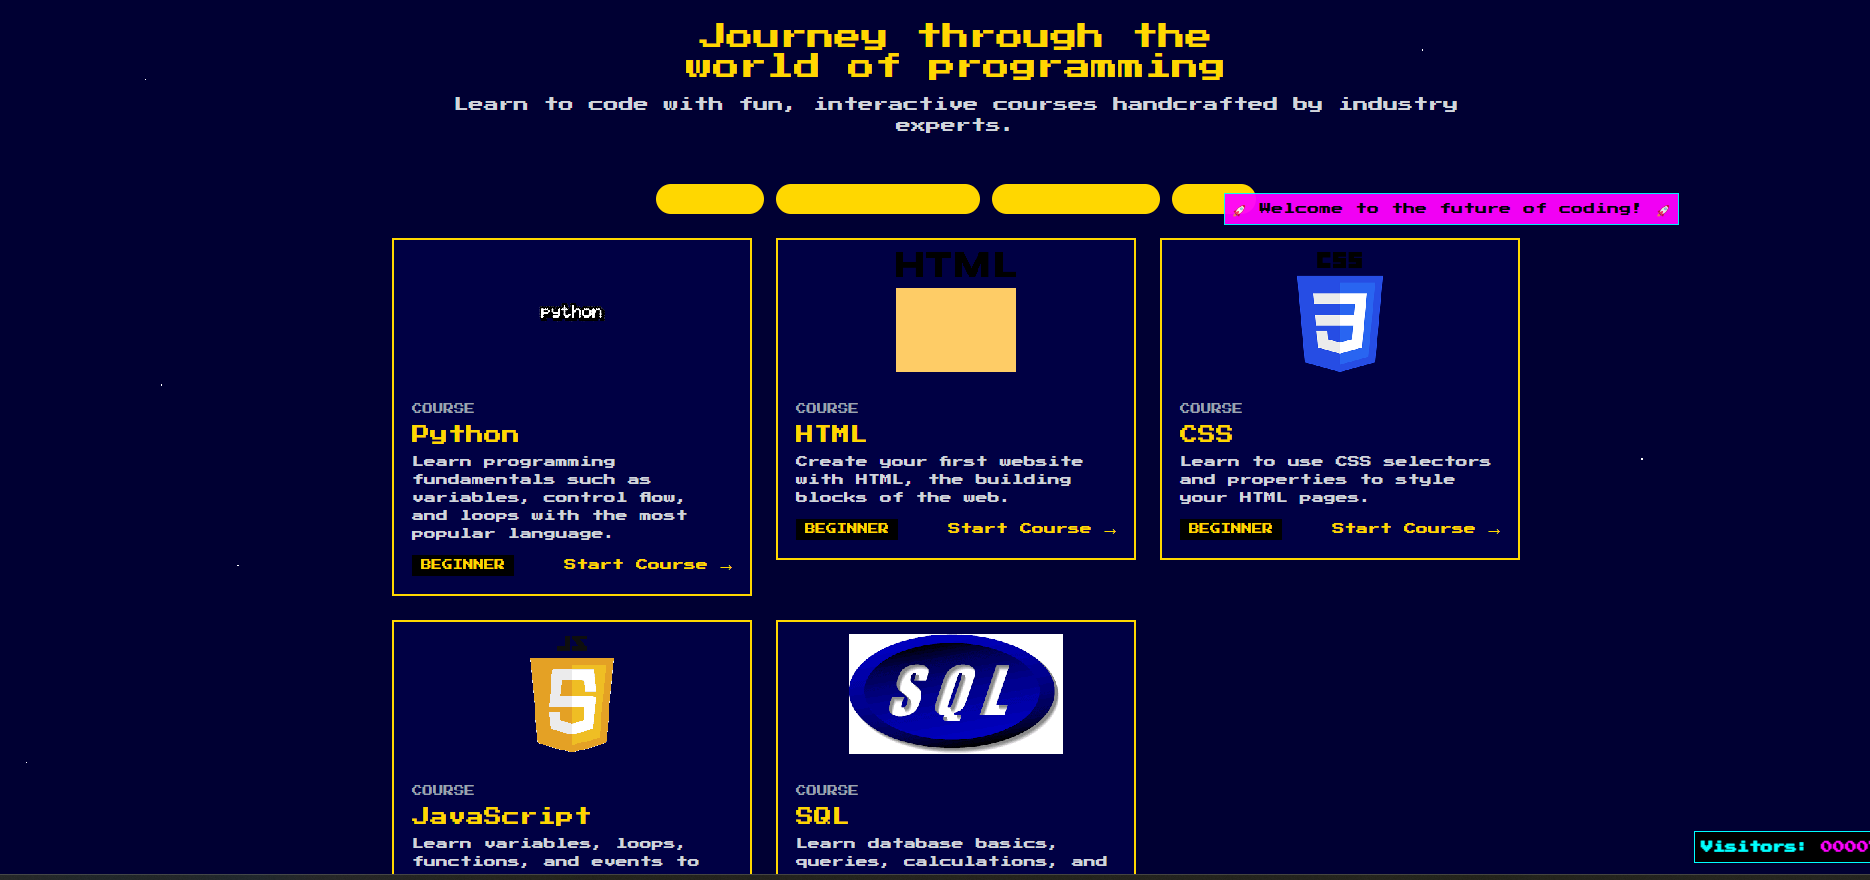 Journey through the
world of programming
Learn to code with fun, interactive courses handcrafted by industry
experts.
Welcome to the future of coding!
python
COURSE
Python
Learn programming
fundamentals such as
variables, control flow,
and loops with the most
popular language.
BEGINNER
Start Course →
HTML
COURSE
HTML
Create your first website
with HTML, the building
blocks of the web.
BEGINNER
Start Course →
CSS
COURSE
CSS
Learn to use CSS selectors
and properties to style
your HTML pages.
BEGINNER
Start Course →
JS
COURSE
JavaScript
Learn variables, loops,
functions, and events to
SQL
COURSE
SQL
Learn database basics,
queries, calculations, and
Visitors: 0000